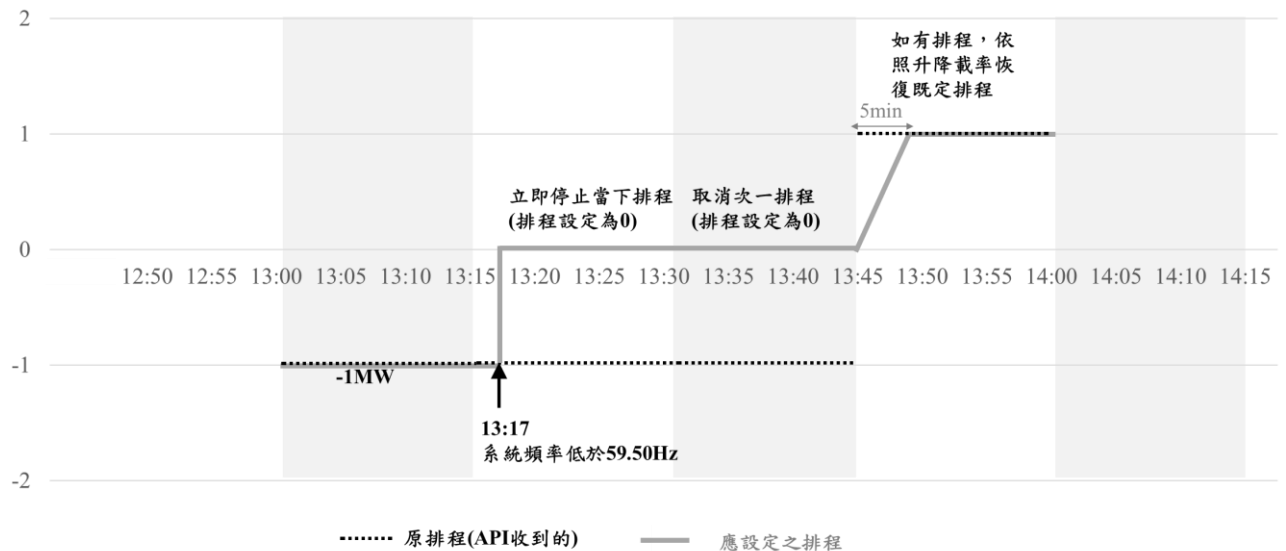 2
1
0
-1
-2
如有排程，依
照升降載率恢
復既定排程
5min
立即停止當下排程
(排程設定為0)
取消次一排程
(排程設定為0)
12:50 12:55 13:00 13:05 13:10 13:15 13:20 13:25 13:30 13:35 13:40 13:45 13:50 13:55 14:00 14:05 14:10 14:15
-1MW
13:17
系統頻率低於59.50Hz
原排程(API收到的)
應設定之排程